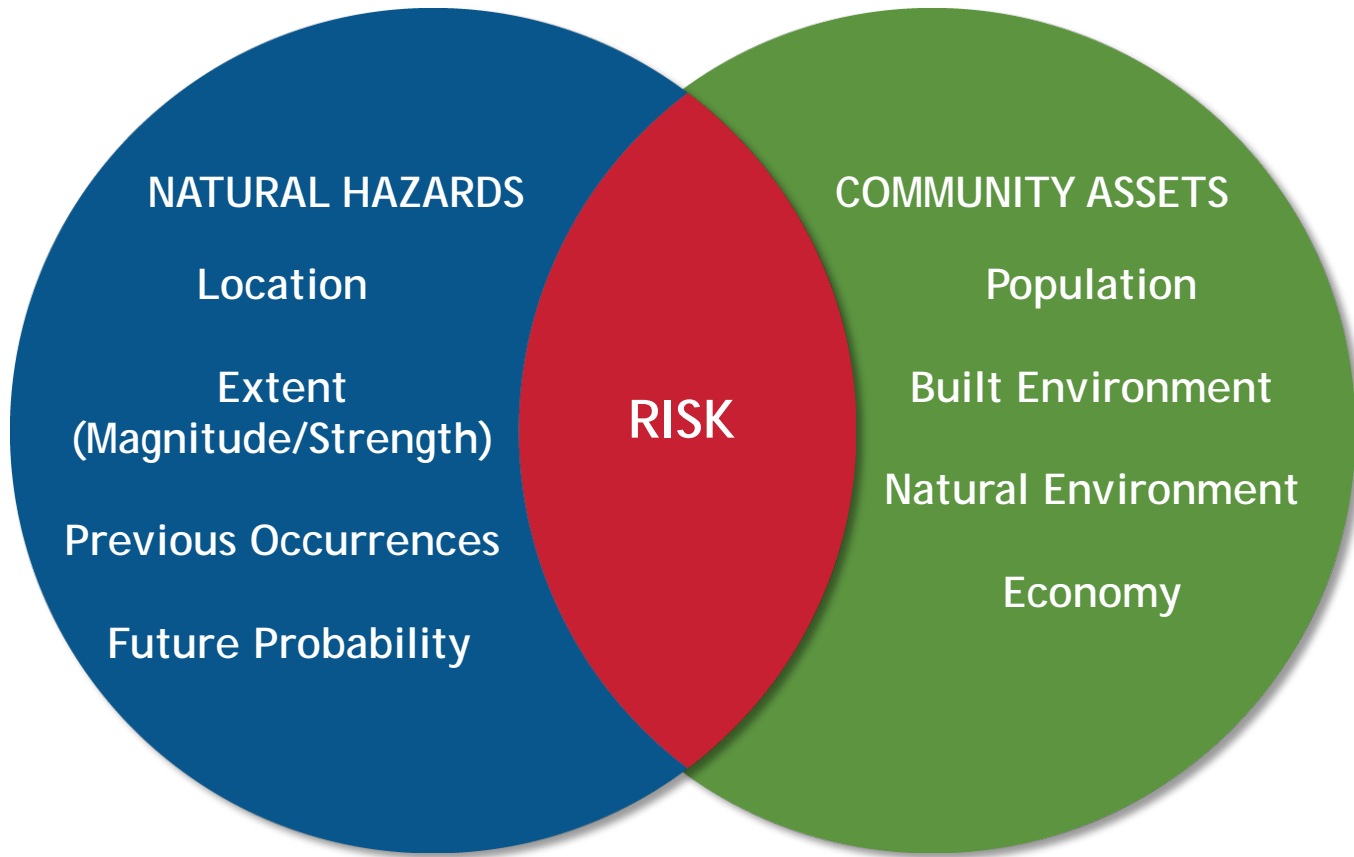 NATURAL HAZARDS
Location
Extent
(Magnitude/Strength)
Previous Occurrences
Future Probability
RISK
COMMUNITY ASSETS
Population
Built Environment
Natural Environment
Economy